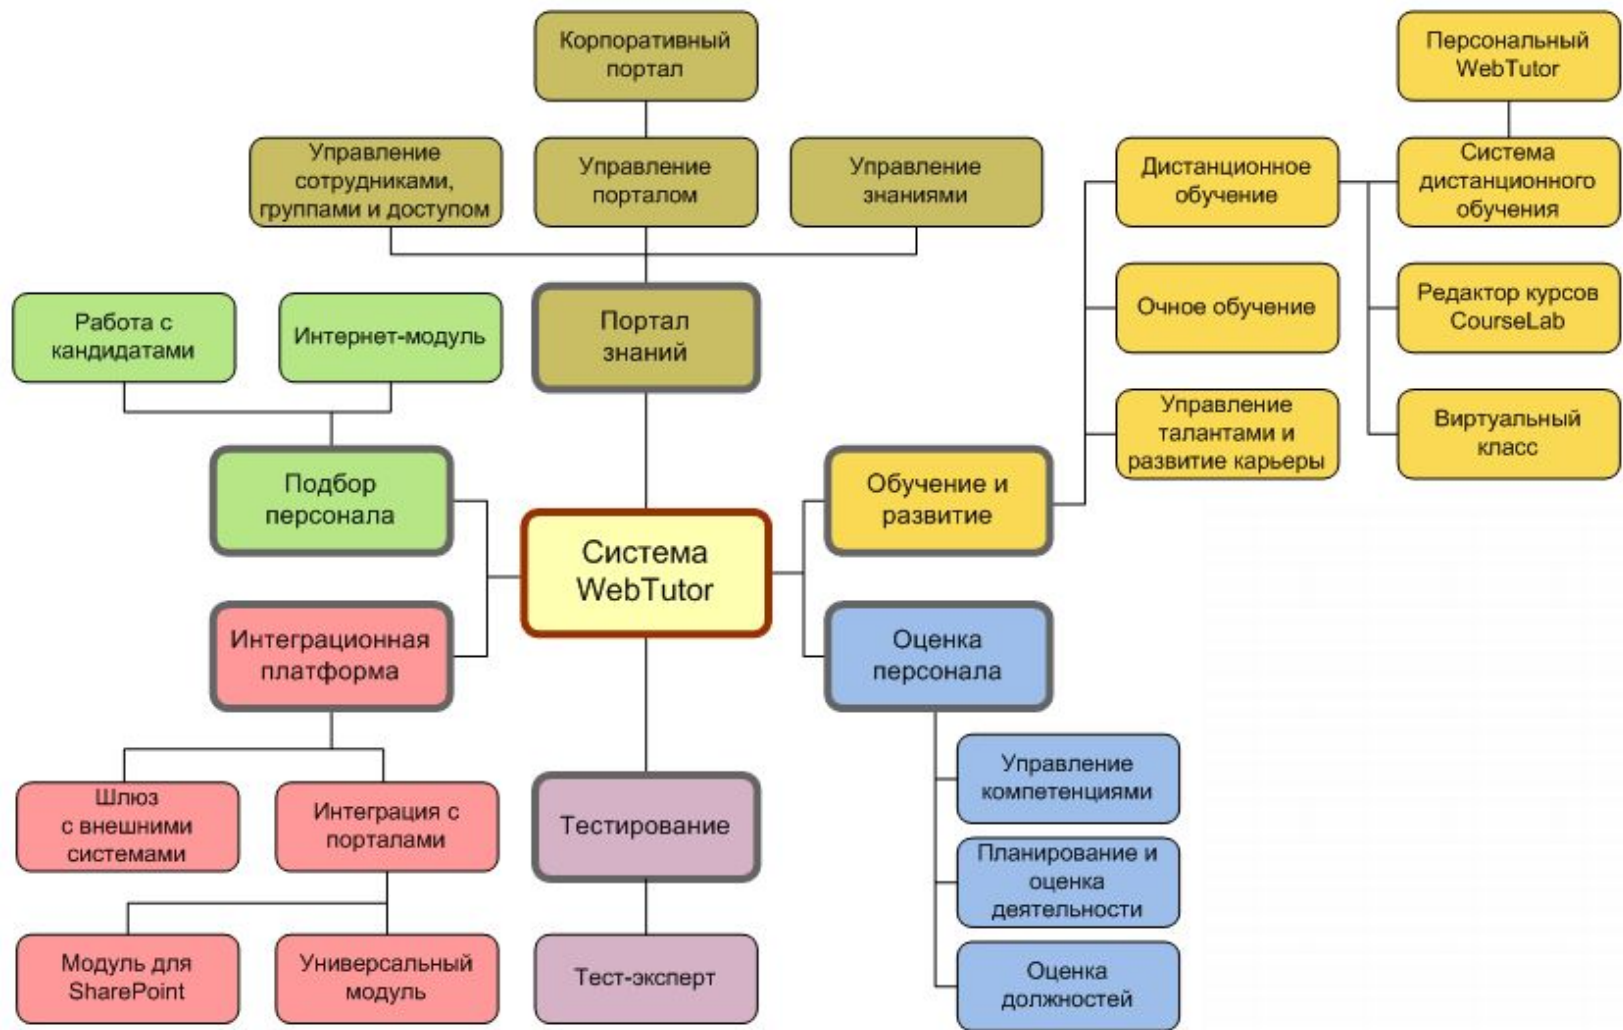 Корпоративный
портал
Персональный
WebTutor
Управление
сотрудниками,
группами и доступом
Управление
порталом
Управление
знаниями
Дистанционное
обучение
Система
дистанционного
обучения
Работа с
кандидатами
Интернет-модуль
Портал
знаний
Очное обучение
Редактор курсов
CourseLab
Управление
талантами и
развитие карьеры
Виртуальный
класс
Подбор
персонала
Обучение и
развитие
Система
WebTutor
Интеграционная
платформа
Оценка
персонала
Шлюз
с внешними
системами
Интеграция с
порталами
Тестирование
Управление
компетенциями
Планирование и
оценка
деятельности
Модуль для
SharePoint
Универсальный
модуль
Тест-эксперт
Оценка
должностей